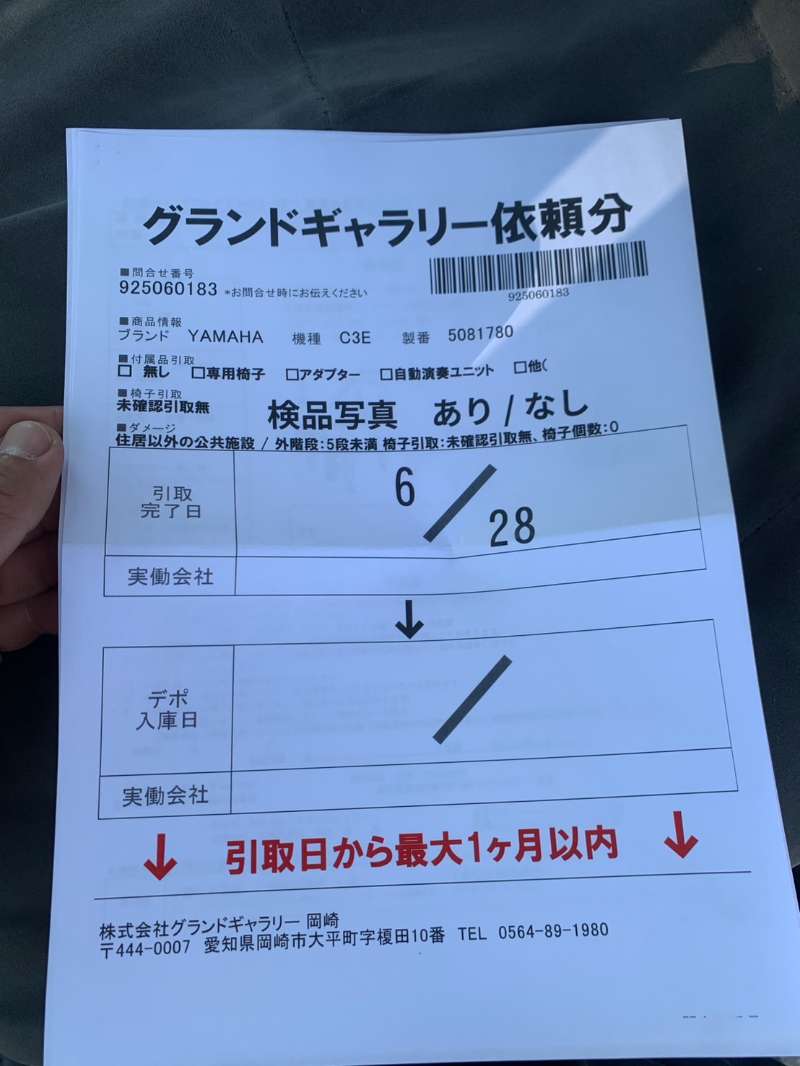 グランドギャラリー依頼分
■問合せ番号
925060183 *お問合せ時にお伝えください
925060183
■商品情報
ブランド YAMAHA 機種 C3E 製番 5081780
■付属品引取
□ 無し □専用椅子 □アダプター □自動演奏ユニット □他(
■椅子引取
未確認引取無
検品写真 あり / なし
■ダメージ
住居以外の公共施設 / 外階段:5段未満 椅子引取:未確認引取無、椅子個数:0
引取
完了日
6/28
実働会社
↓
デポ
入庫日
/
実働会社
↓ 引取日から最大1ヶ月以内 ↓
株式会社グランドギャラリー 岡崎
〒444-0007 愛知県岡崎市大平町字榎田10番 TEL 0564-89-1980